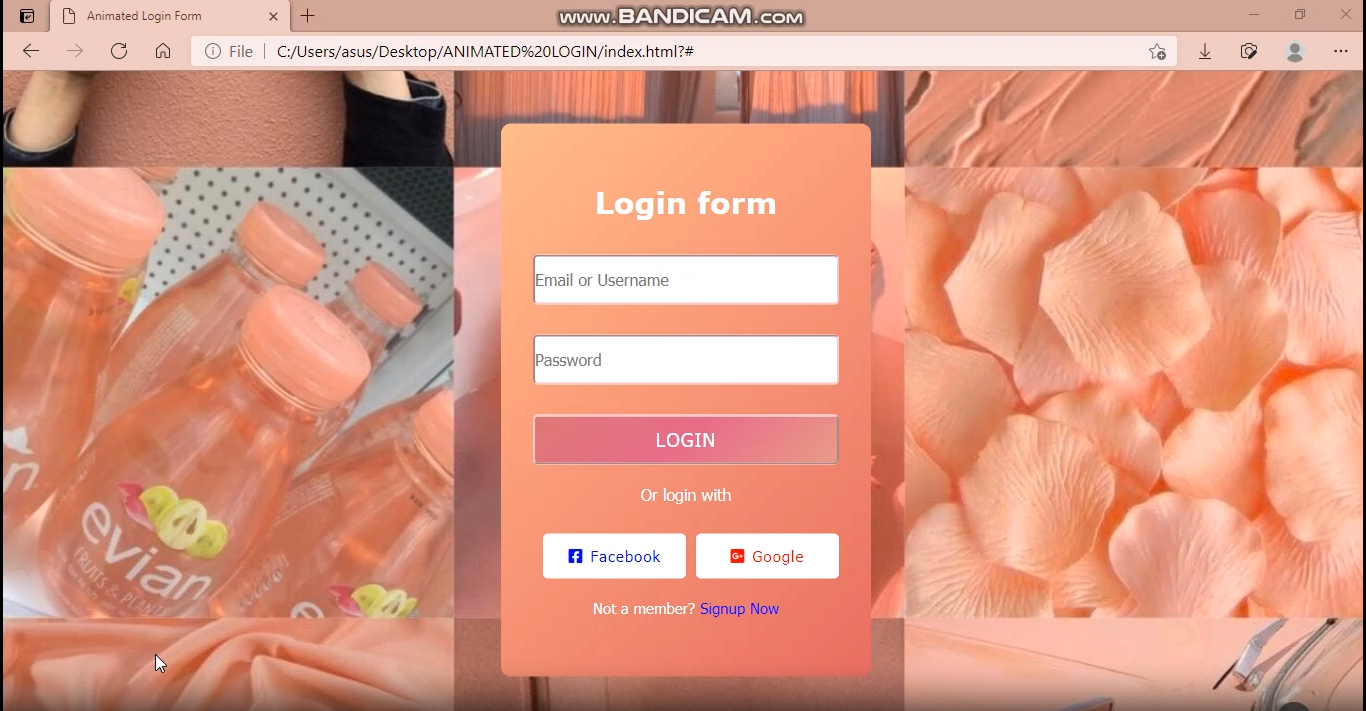 Animated Login Form
www.BANDICAM.com
File
C:/Users/asus/Desktop/ANIMATED%20LOGIN/index.html?#
Login form
Email or Username
Password
LOGIN
Or login with
Facebook
Google
Not a member? Signup Now
evian
FRUITS & PLANT